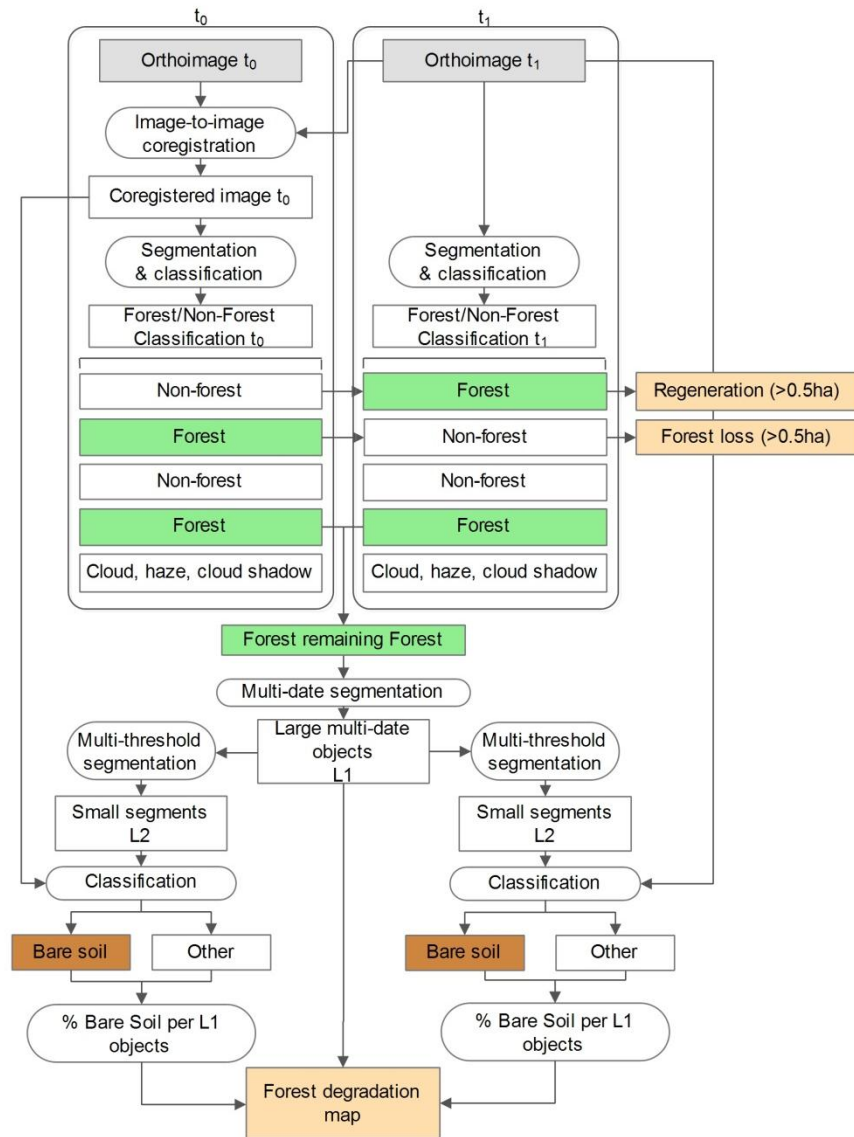 t₀
t₁
Orthoimage t₀
Orthoimage t₁
Image-to-image
coregistration
Coregistered image t₀
Segmentation
& classification
Segmentation
& classification
Forest/Non-Forest
Classification t₀
Forest/Non-Forest
Classification t₁
Non-forest
Forest
Regeneration (>0.5ha)
Forest
Non-forest
Forest loss (>0.5ha)
Non-forest
Non-forest
Forest
Forest
Cloud, haze, cloud shadow
Cloud, haze, cloud shadow
Forest remaining Forest
Multi-date segmentation
Large multi-date
objects
L1
Multi-threshold
segmentation
Multi-threshold
segmentation
Small segments
L2
Small segments
L2
Classification
Classification
Bare soil
Other
Bare soil
Other
% Bare Soil per L1
objects
% Bare Soil per L1
objects
Forest degradation
map